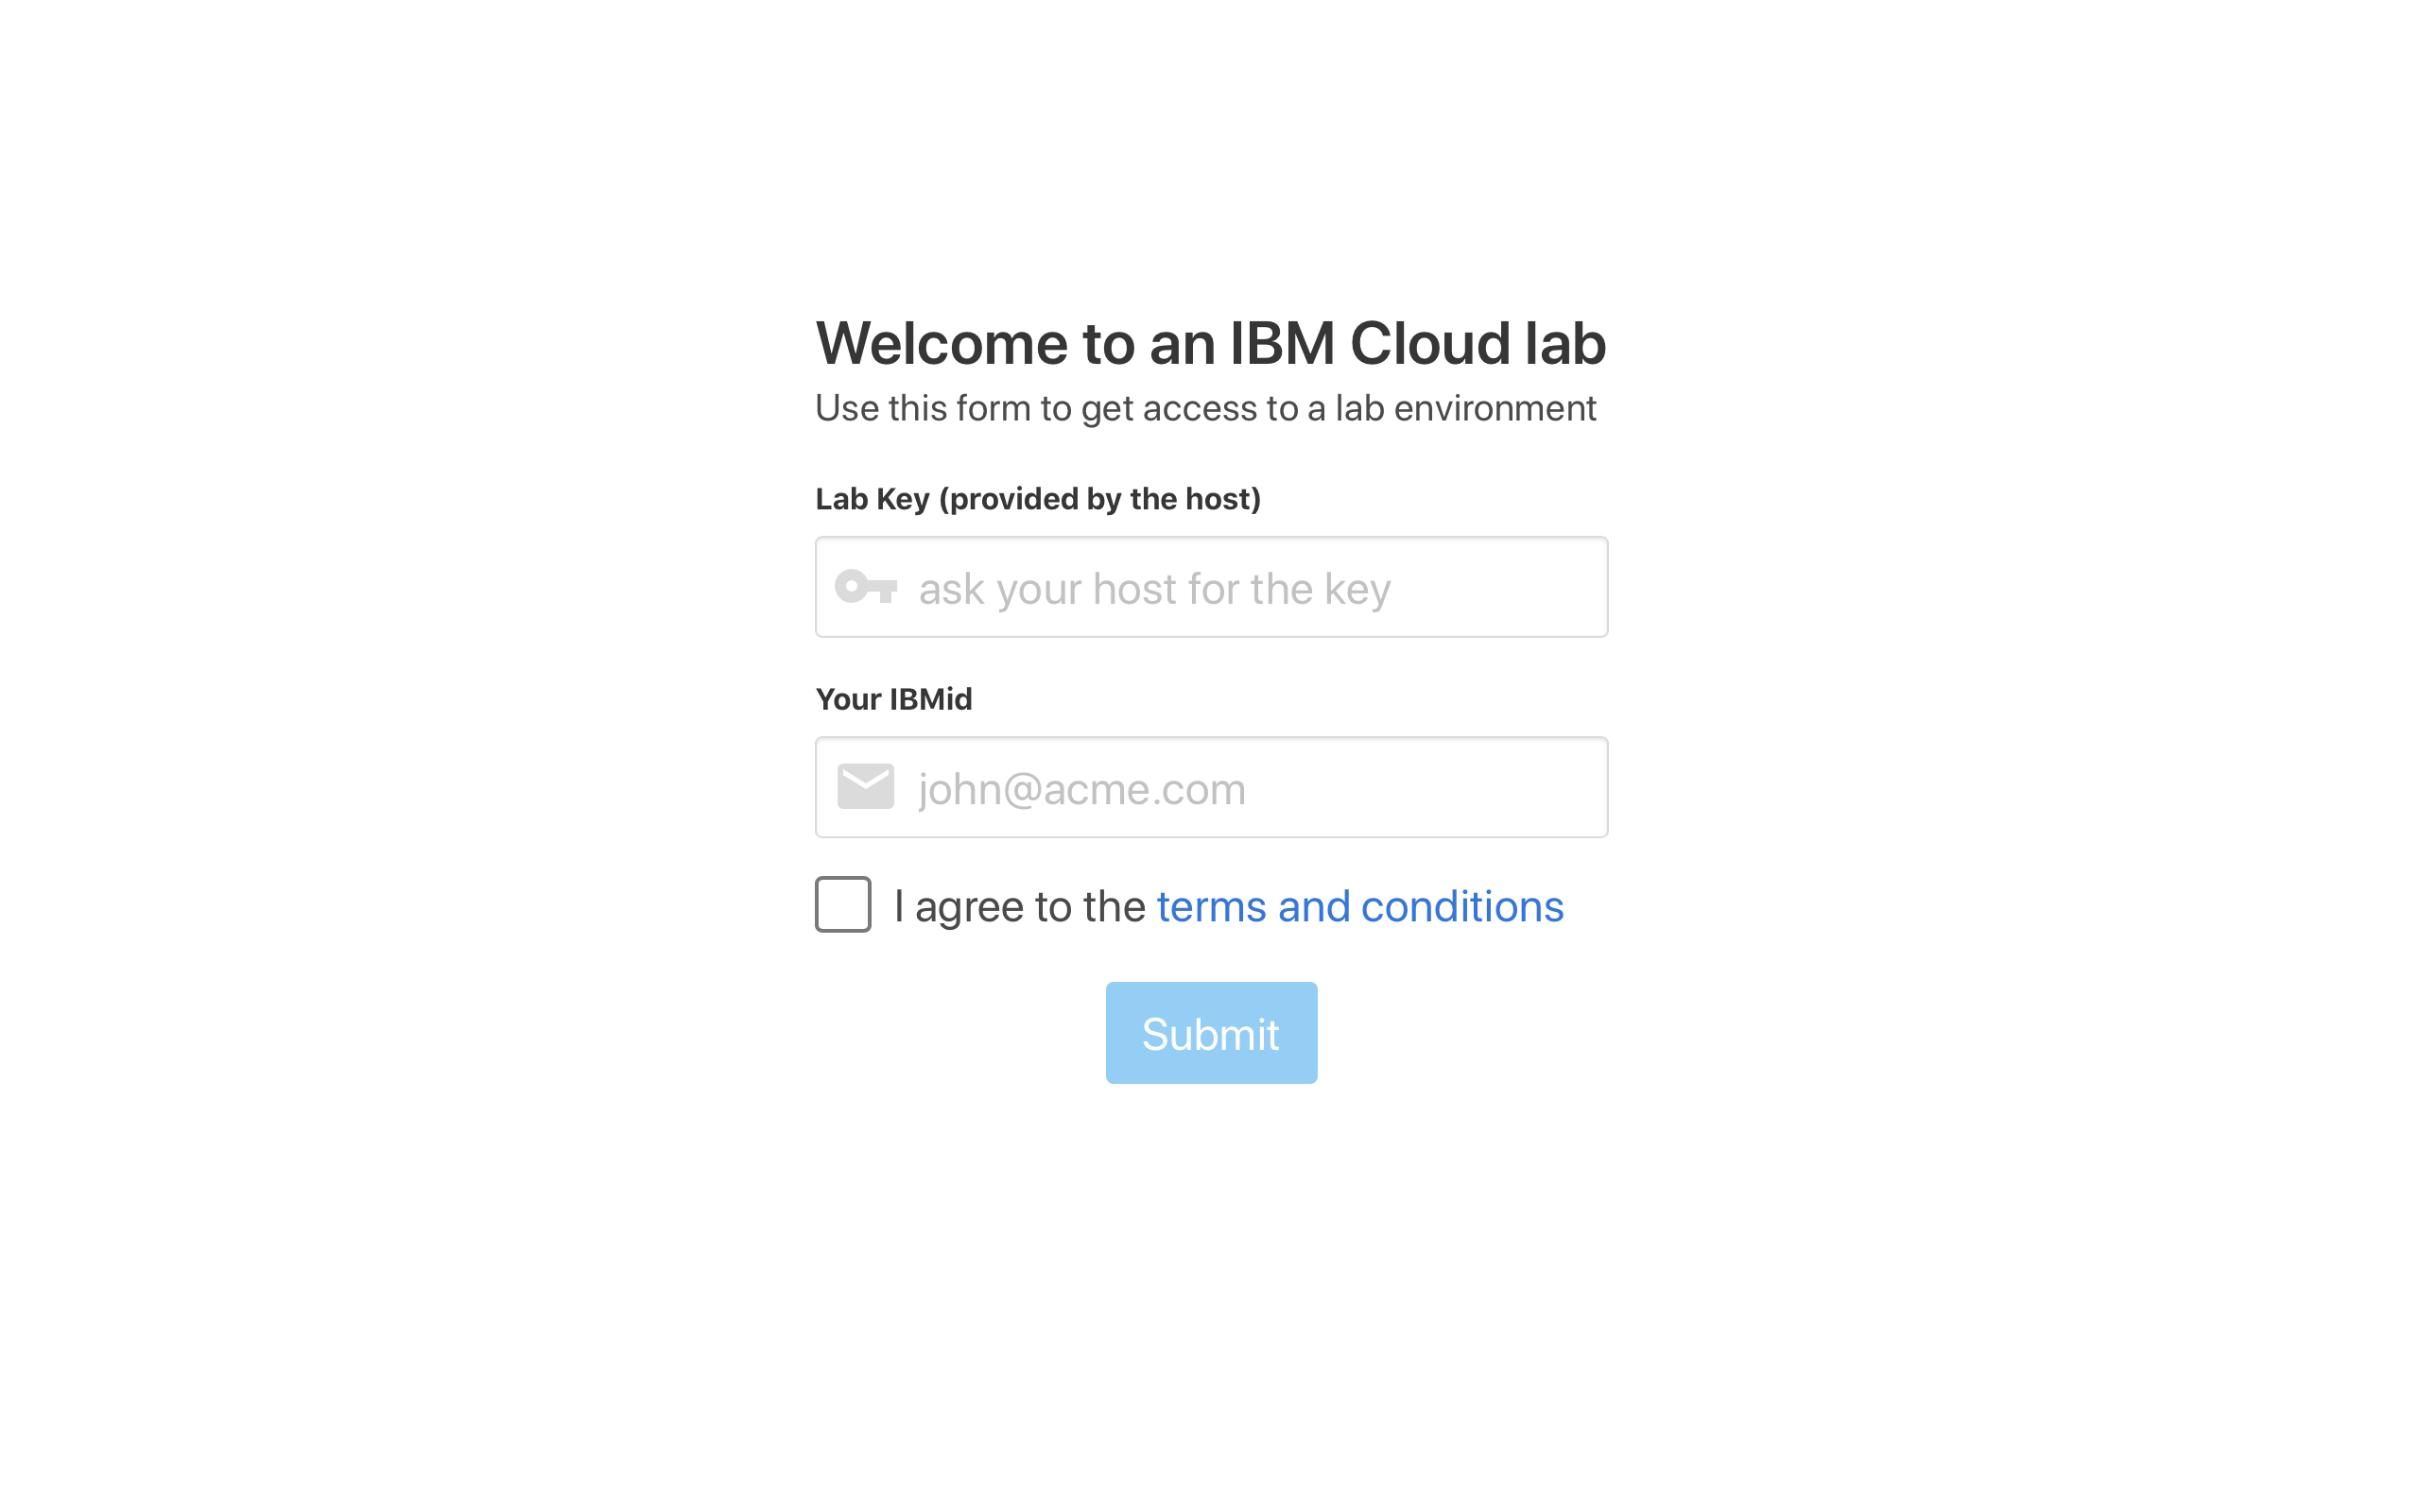 Welcome to an IBM Cloud lab
Use this form to get access to a lab environment
Lab Key (provided by the host)
ask your host for the key
Your IBMid
john@acme.com
I agree to the terms and conditions
Submit